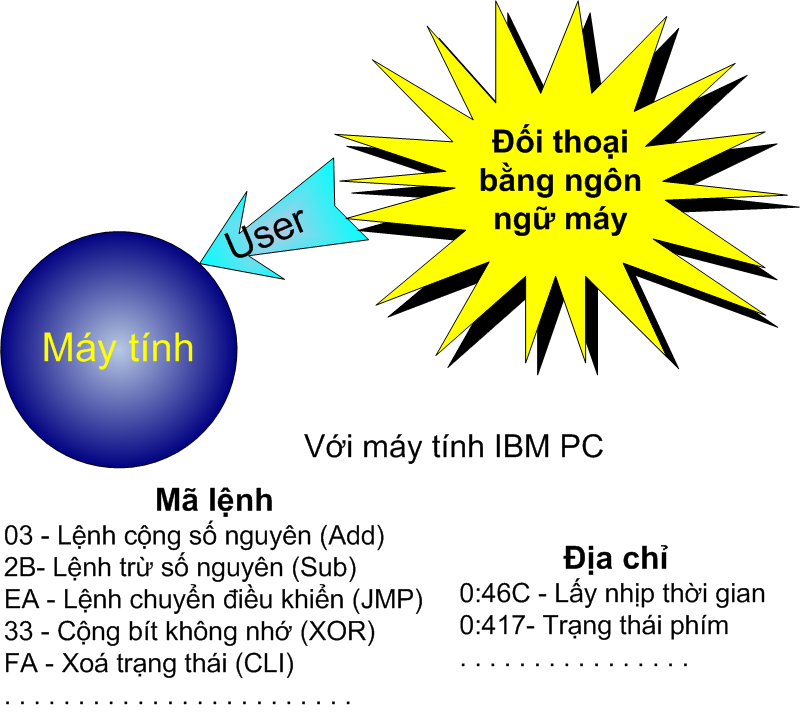 Đối thoại
bằng ngôn
ngữ máy
User
Máy tính
Với máy tính IBM PC
Mã lệnh
03 - Lệnh cộng số nguyên (Add)
2B- Lệnh trừ số nguyên (Sub)
EA - Lệnh chuyển điều khiển (JMP)
33 - Cộng bít không nhớ (XOR)
FA - Xoá trạng thái (CLI)
. . . . . . . . . . . . . . . . . . . . . . . .
Địa chỉ
0:46C - Lấy nhịp thời gian
0:417- Trạng thái phím
. . . . . . . . . . . . . . . .